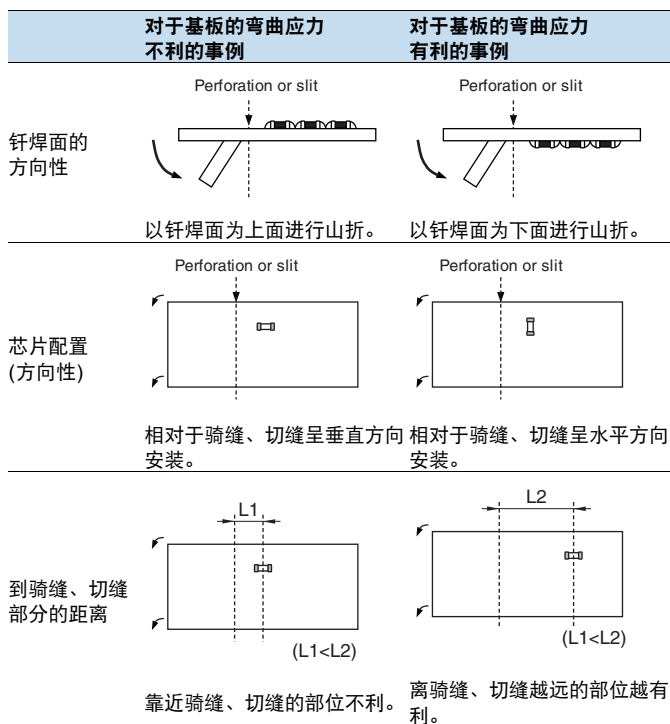 对于基板的弯曲应力
不利的事例
对于基板的弯曲应力
有利的事例
钎焊面的
方向性
Perforation or slit
以钎焊面为上面进行山折。
Perforation or slit
以钎焊面为下面进行山折。
芯片配置
(方向性)
Perforation or slit
相对于骑缝、切缝呈垂直方向
安装。
Perforation or slit
相对于骑缝、切缝呈水平方向
安装。
到骑缝、切缝
部分的距离
L1
(L1<L2)
靠近骑缝、切缝的部位不利。
L2
(L1<L2)
离骑缝、切缝越远的部位越有
利。